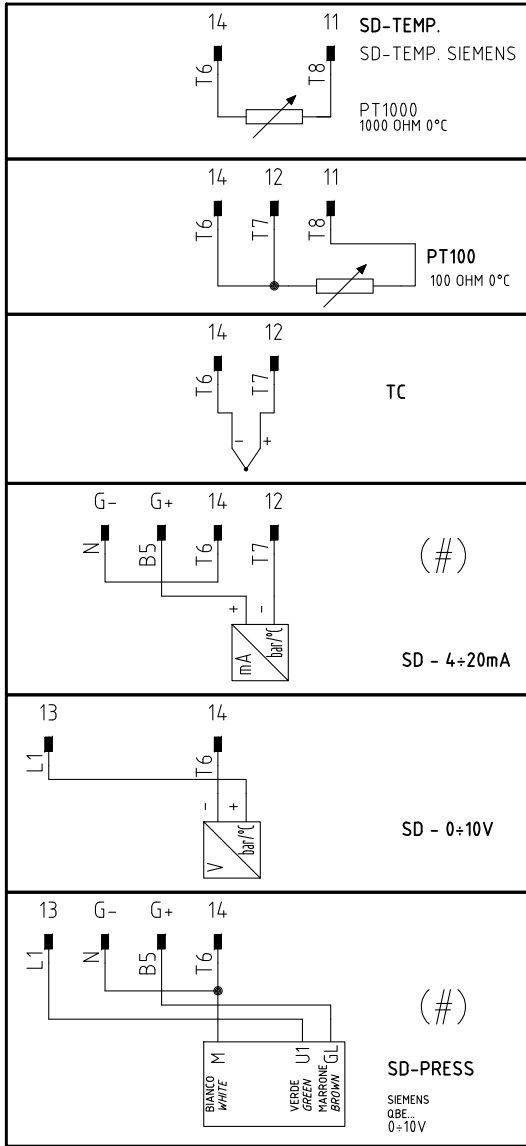 14 11 SD-TEMP.
SD-TEMP. SIEMENS
T6 T8
PT1000
1000 OHM 0°C
14 12 11
T6 T7 T8
PT100
100 OHM 0°C
14 12
T6 T7
TC
- +
G- G+ 14 12
N B5 T6 T7
(#)
+ -
mA bar/°C
SD - 4÷20mA
13 14
L1 T6
- +
V bar/°C
SD - 0÷10V
13 G- G+ 14
L1 N B5 T6
(#)
M U1 GL
BIANCO VERDE MARRONE
WHITE GREEN BROWN
SD-PRESS
SIEMENS
QBE...
0÷10V